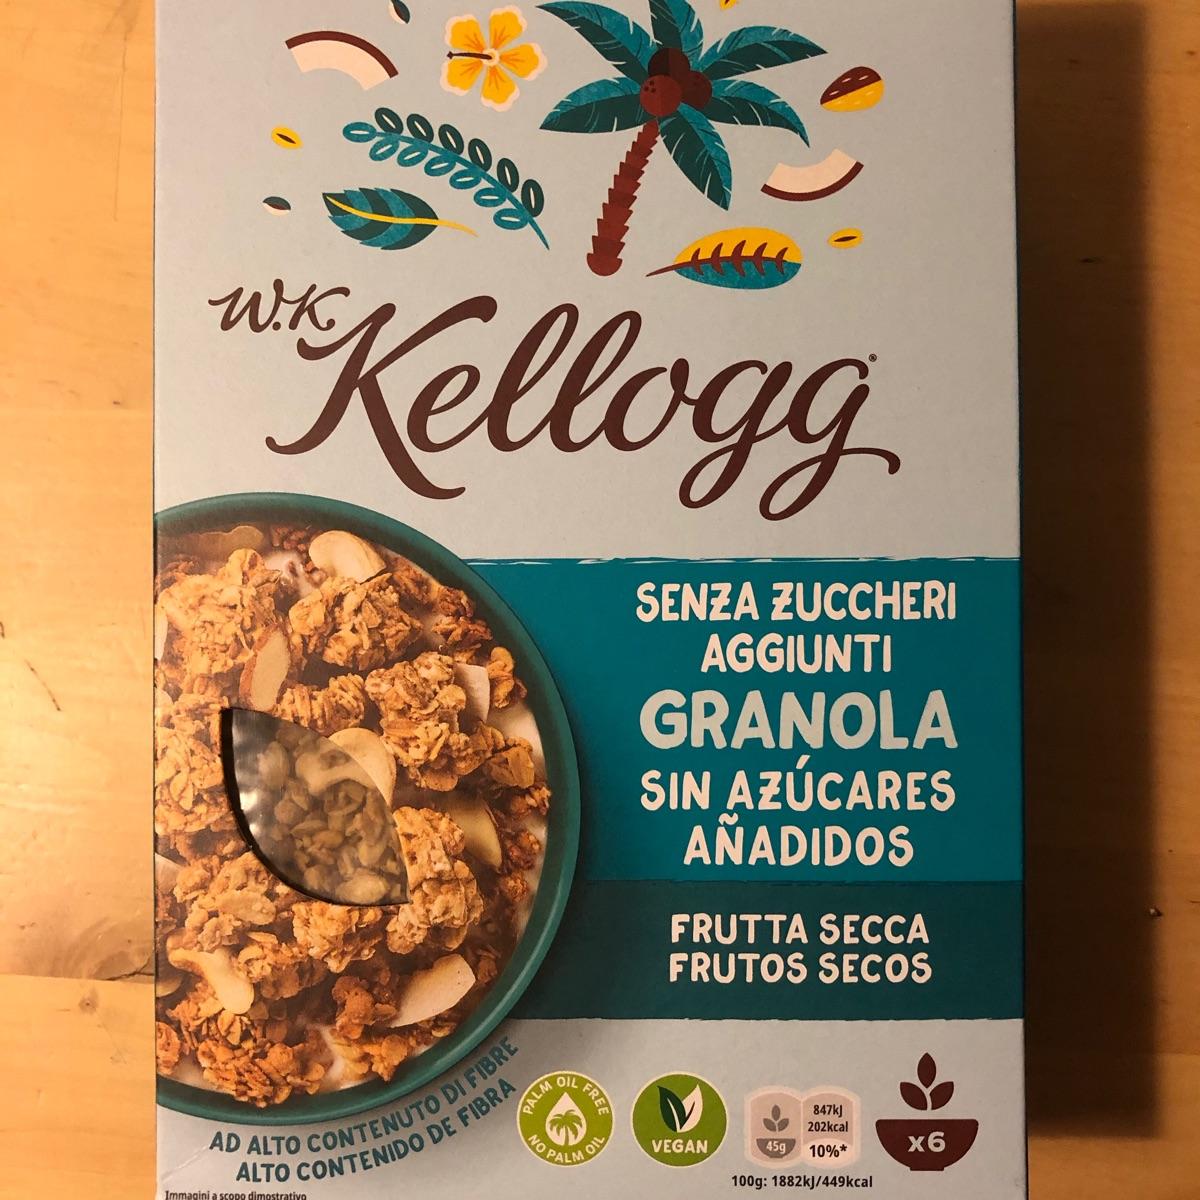 W.K.
Kellogg®
SENZA ZUCCHERI
AGGIUNTI
GRANOLA
SIN AZÚCARES
AÑADIDOS
FRUTTA SECCA
FRUTOS SECOS
AD ALTO CONTENUTO DI FIBRE
ALTO CONTENIDO DE FIBRA
PALM OIL FREE
NO PALM OIL
VEGAN
45g
847kJ
202kcal
10%*
100g: 1882kJ/449kcal
x6
Immagini a scopo dimostrativo